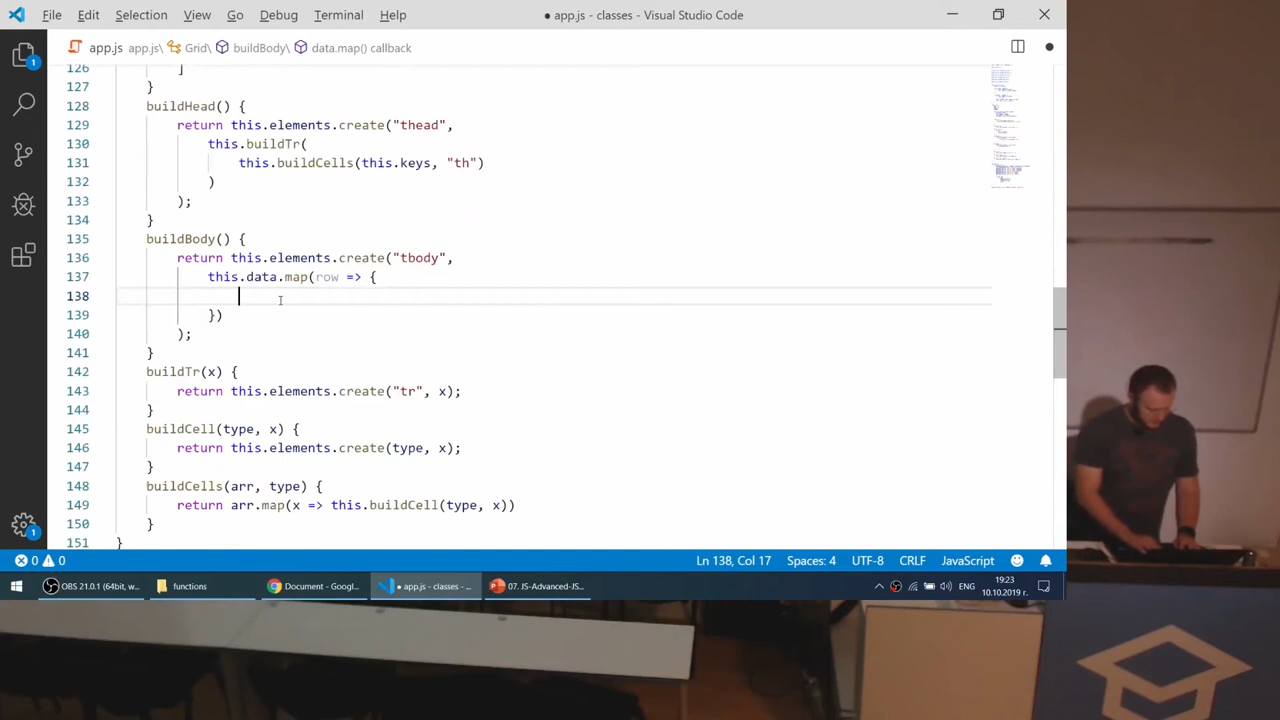 File Edit Selection View Go Debug Terminal Help
● app.js - classes - Visual Studio Code
app.js app.js\ Grid\ buildBody\ data.map() callback
126 ]
127 }
128 buildHead() {
129 return this.elements.create("thead",
130 this.buildTr(
131 this.buildCells(this.keys, "th")
132
133 );
134 }
135 buildBody() {
136 return this.elements.create("tbody",
137 this.data.map(row => {
138
139 })
140 );
141 }
142 buildTr(x) {
143 return this.elements.create("tr", x);
144 }
145 buildCell(type, x) {
146 return this.elements.create(type, x);
147 }
148 buildCells(arr, type) {
149 return arr.map(x => this.buildCell(type, x))
150 }
151 }
1
1
0 0 Ln 138, Col 17 Spaces: 4 UTF-8 CRLF JavaScript
OBS 21.0.1 (64bit, w... functions Document - Googl... ● app.js - classes - ... 07. JS-Advanced-JS... ENG 19:23
10.10.2019 г.